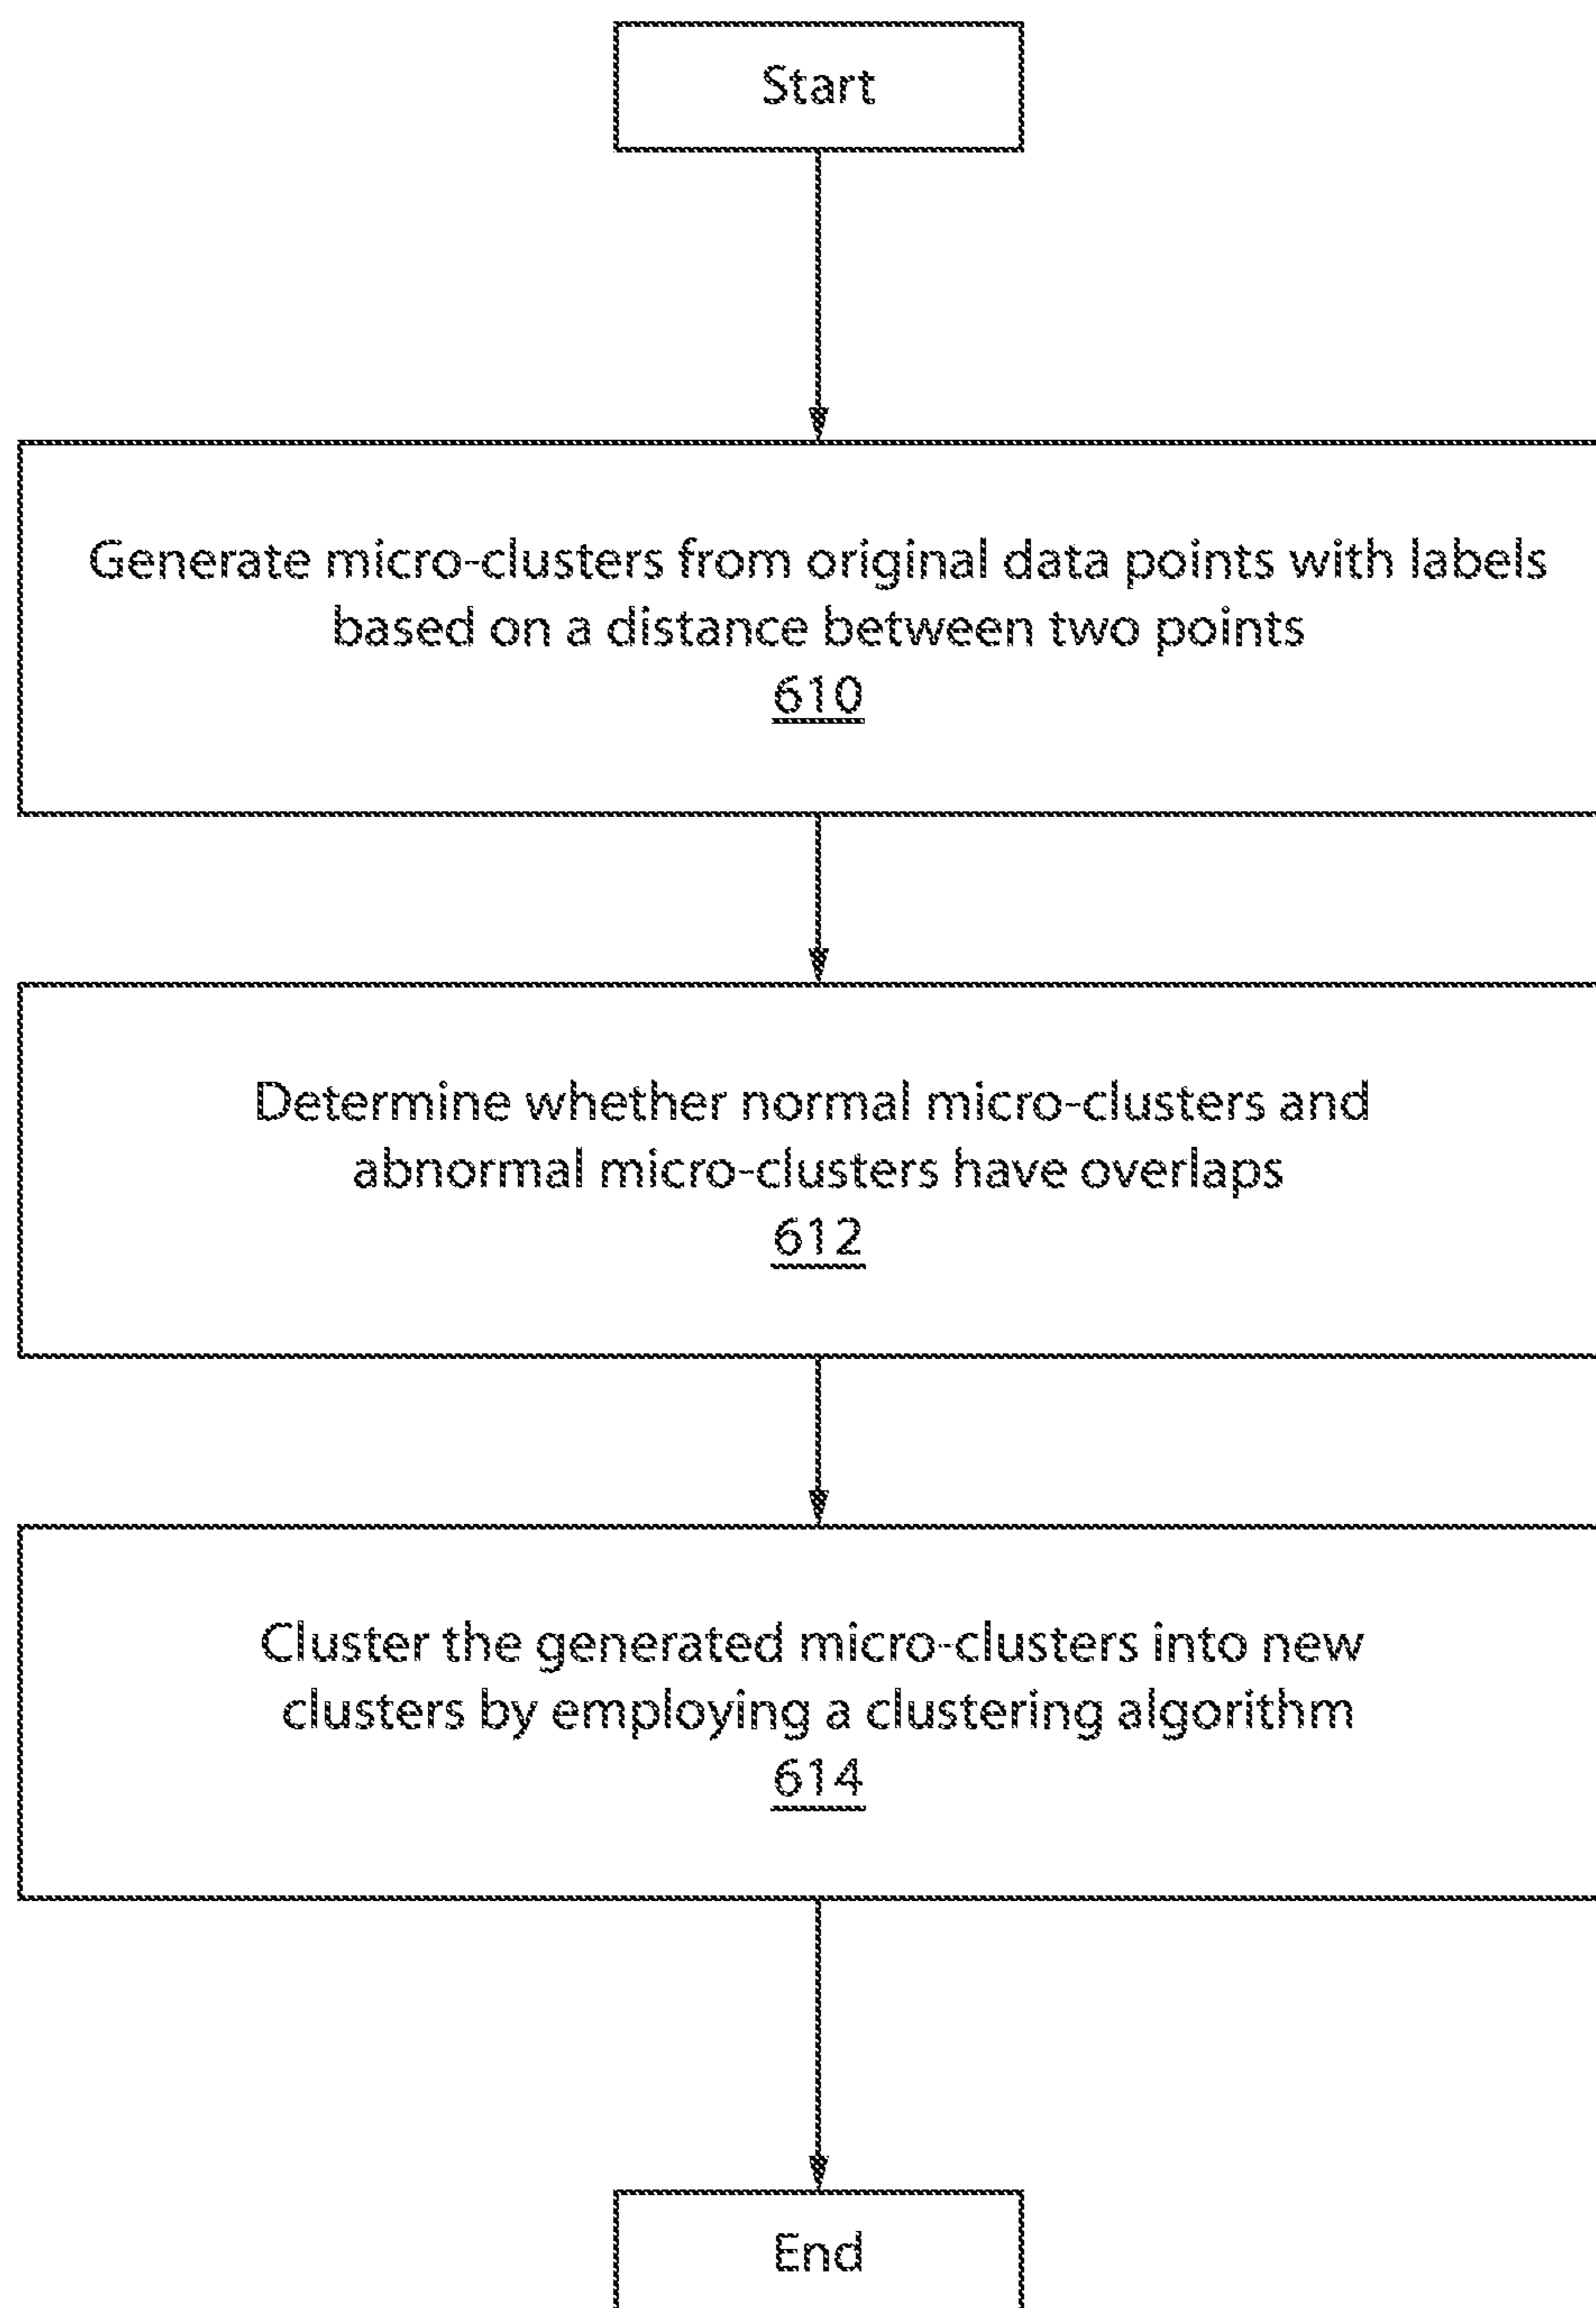 Start
Generate micro-clusters from original data points with labels
based on a distance between two points
610
Determine whether normal micro-clusters and
abnormal micro-clusters have overlaps
612
Cluster the generated micro-clusters into new
clusters by employing a clustering algorithm
614
End